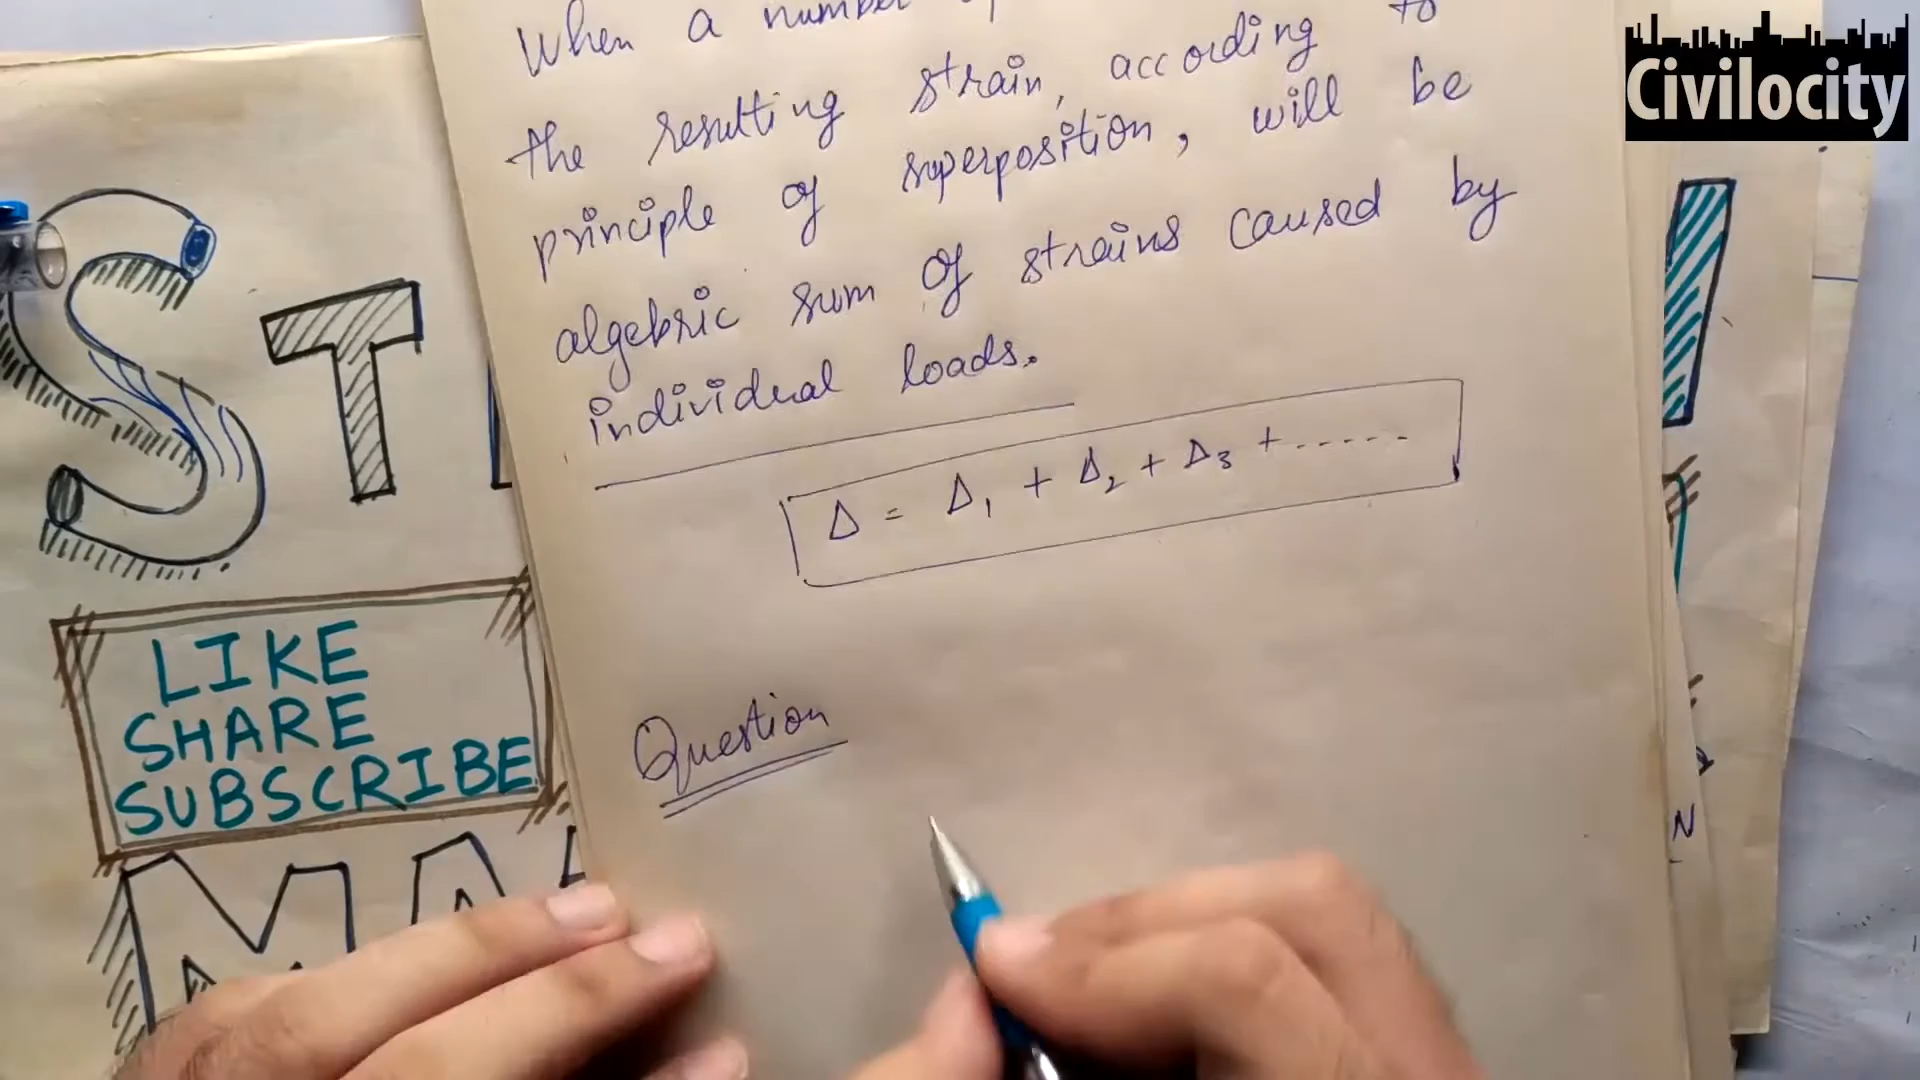 When a number
the resulting strain, according to
principle of superposition, will be
algebric sum of strains caused by
individual loads.
Δ = Δ1 + Δ2 + Δ3 + ------
Question
ST
LIKE
SHARE
SUBSCRIBE
MA
N
Civilocity